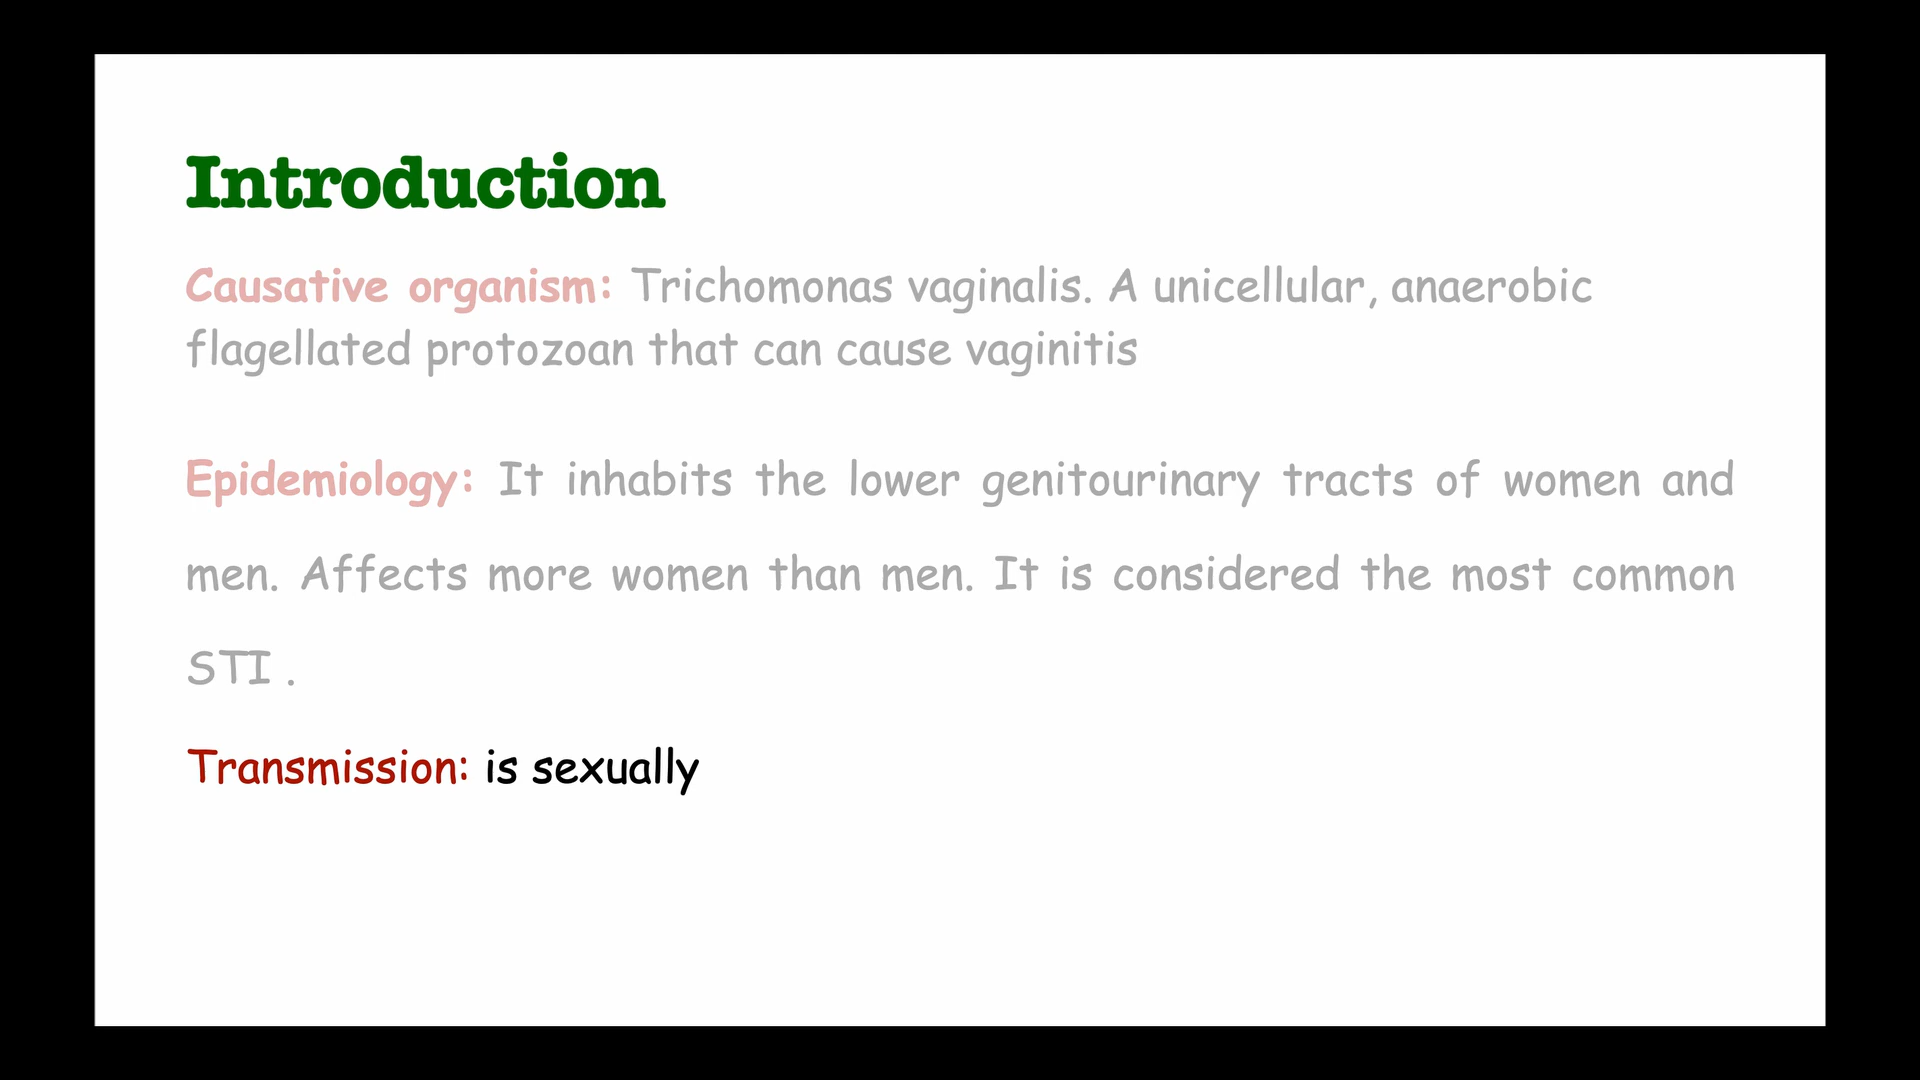 Introduction
Causative organism: Trichomonas vaginalis. A unicellular, anaerobic
flagellated protozoan that can cause vaginitis
Epidemiology: It inhabits the lower genitourinary tracts of women and
men. Affects more women than men. It is considered the most common
STI .
Transmission: is sexually